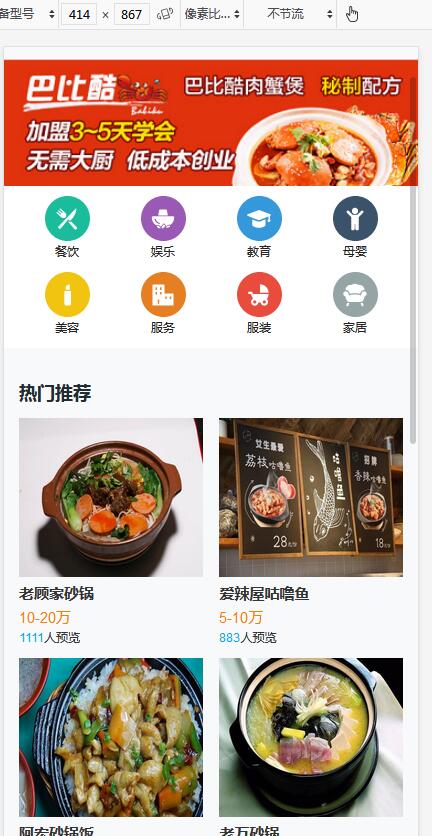 备型号
414 × 867
像素比...
不节流
巴比酷
Babiku
巴比酷肉蟹煲 秘制配方
加盟3~5天学会
无需大厨 低成本创业
餐饮
娱乐
教育
母婴
美容
服务
服装
家居
热门推荐
女生最爱
荔枝咕噜鱼
28元/份
咕噜鱼
招牌
香辣咕噜鱼
18元/份
老顾家砂锅
10-20万
1111人预览
爱辣屋咕噜鱼
5-10万
883人预览
阿宏砂锅饭
老万砂锅